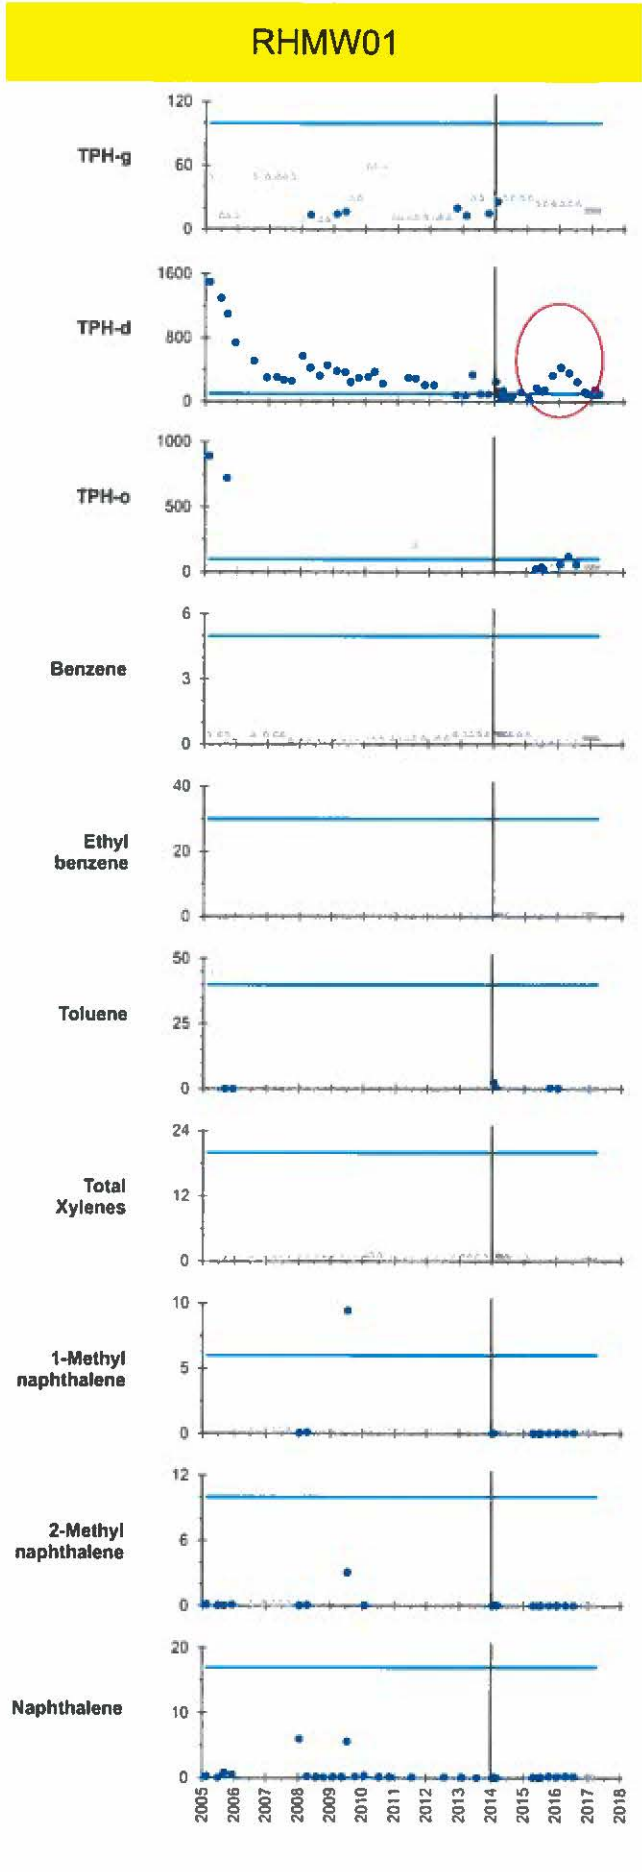 RHMW01
TPH-g
120
60
0
TPH-d
1600
800
0
TPH-o
1000
500
0
Benzene
6
3
0
Ethyl
benzene
40
20
0
Toluene
50
25
0
Total
Xylenes
24
12
0
1-Methyl
naphthalene
10
5
0
2-Methyl
naphthalene
12
6
0
Naphthalene
20
10
0
2005
2006
2007
2008
2009
2010
2011
2012
2013
2014
2015
2016
2017
2018